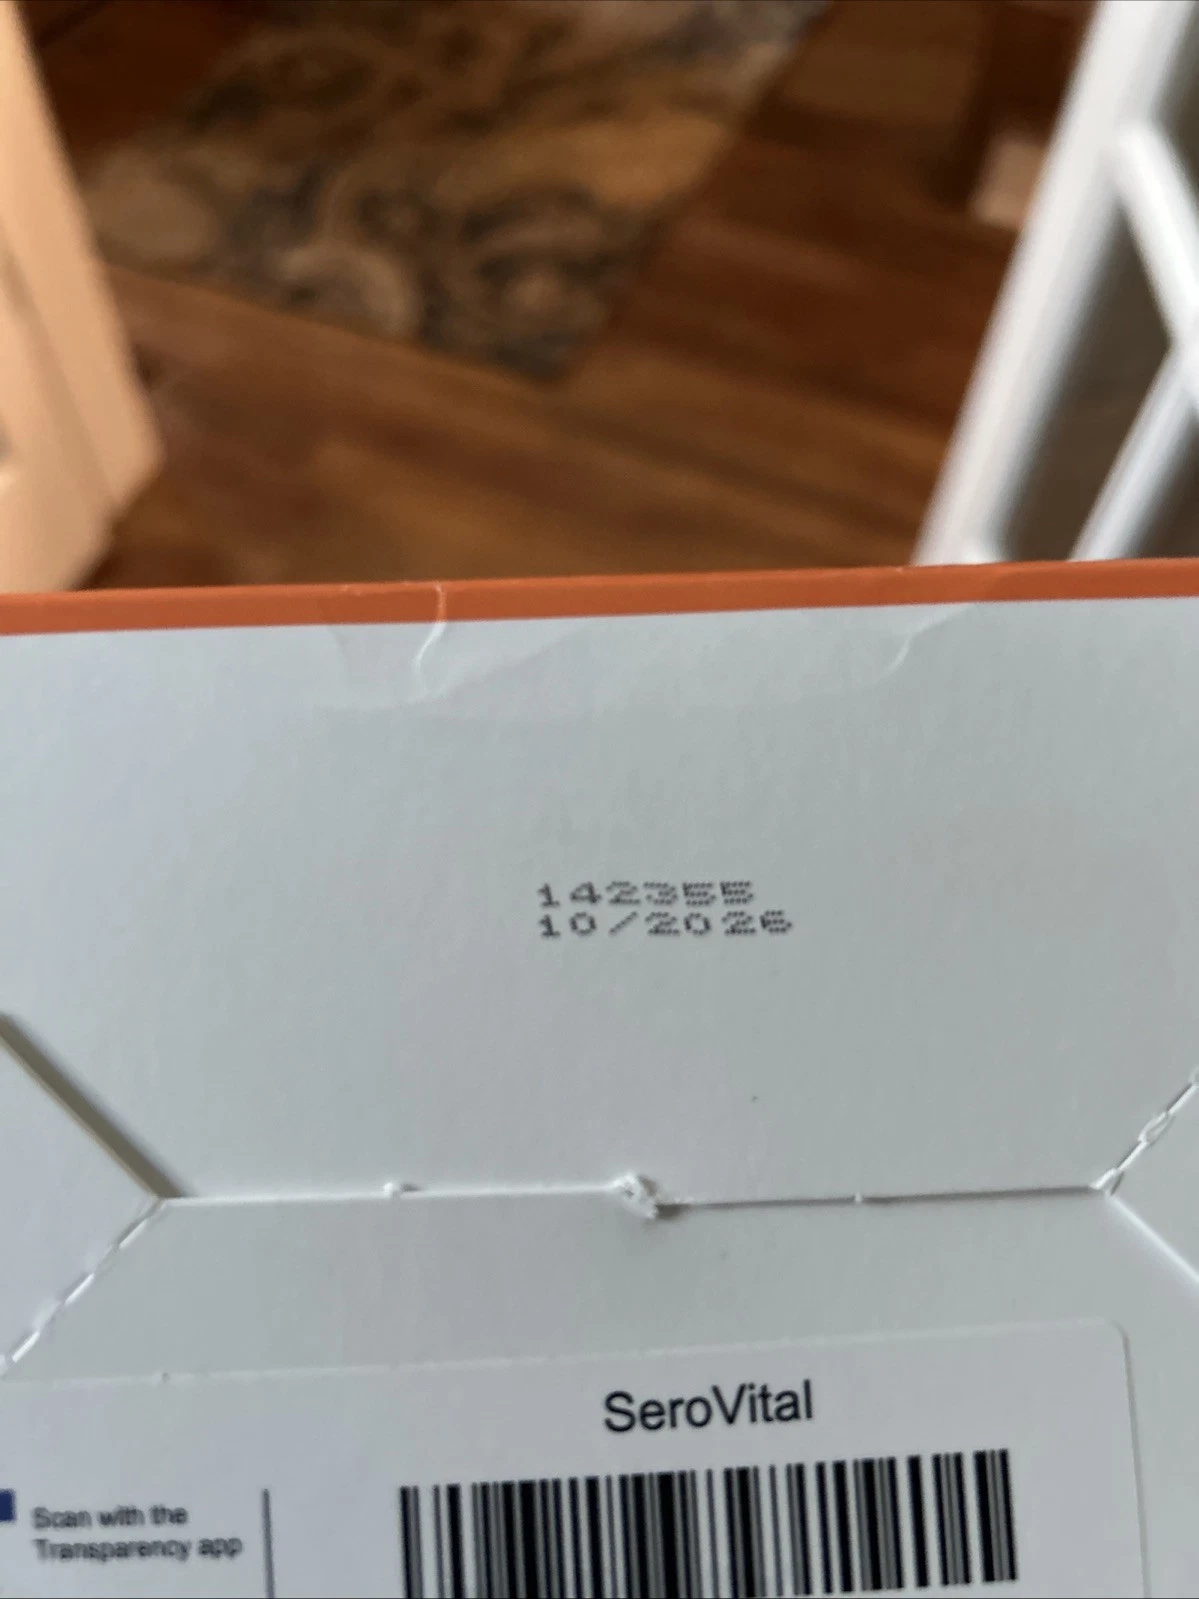 142355
10/2026
SeroVital
Scan with the
Transparency app